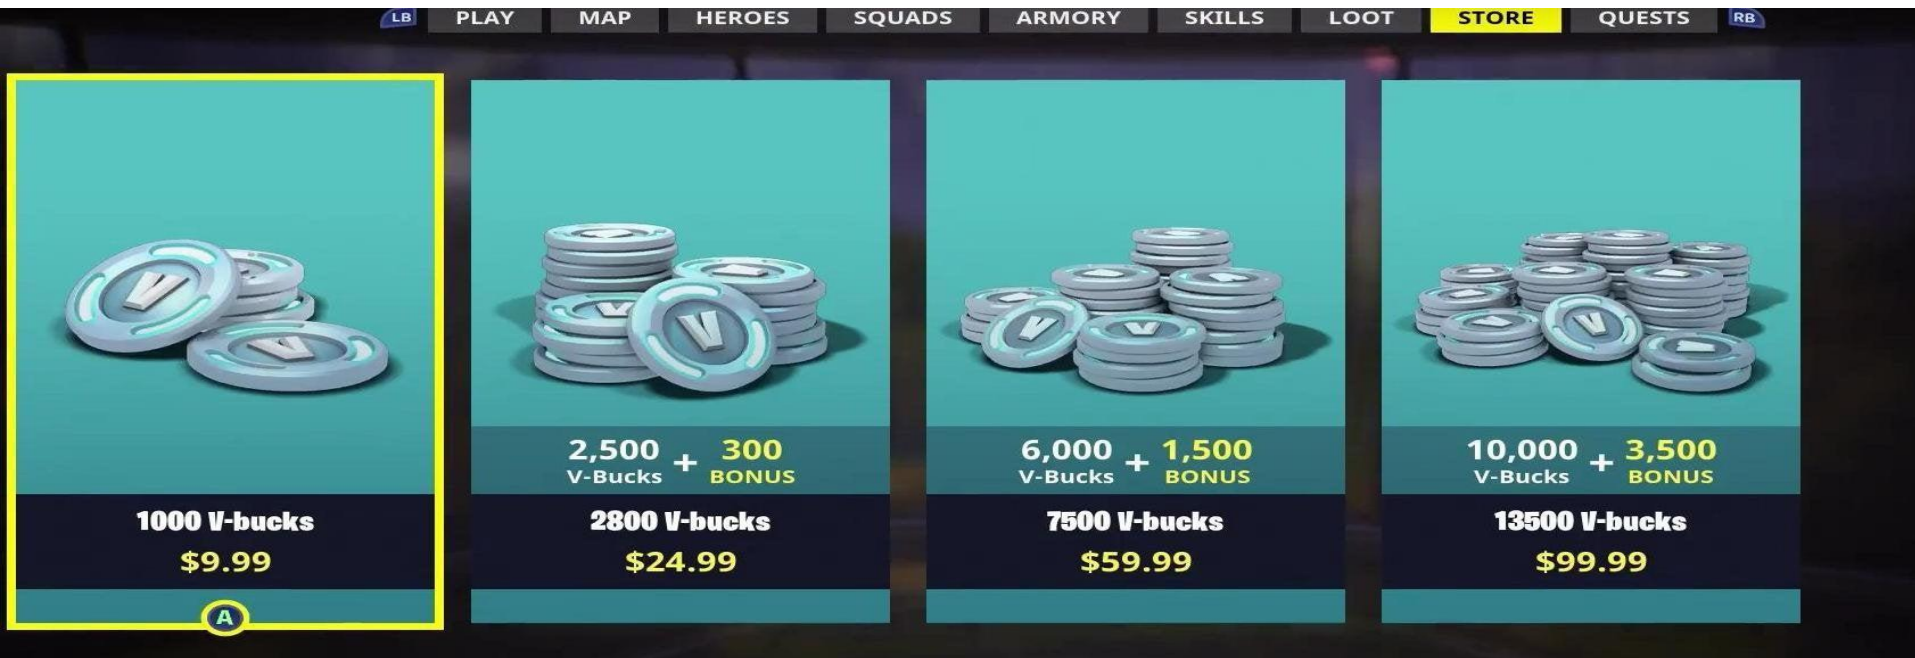 LB PLAY MAP HEROES SQUADS ARMORY SKILLS LOOT STORE QUESTS RB
2,500 + 300
V-Bucks BONUS
6,000 + 1,500
V-Bucks BONUS
10,000 + 3,500
V-Bucks BONUS
1000 V-bucks
$9.99
A
2800 V-bucks
$24.99
7500 V-bucks
$59.99
13500 V-bucks
$99.99